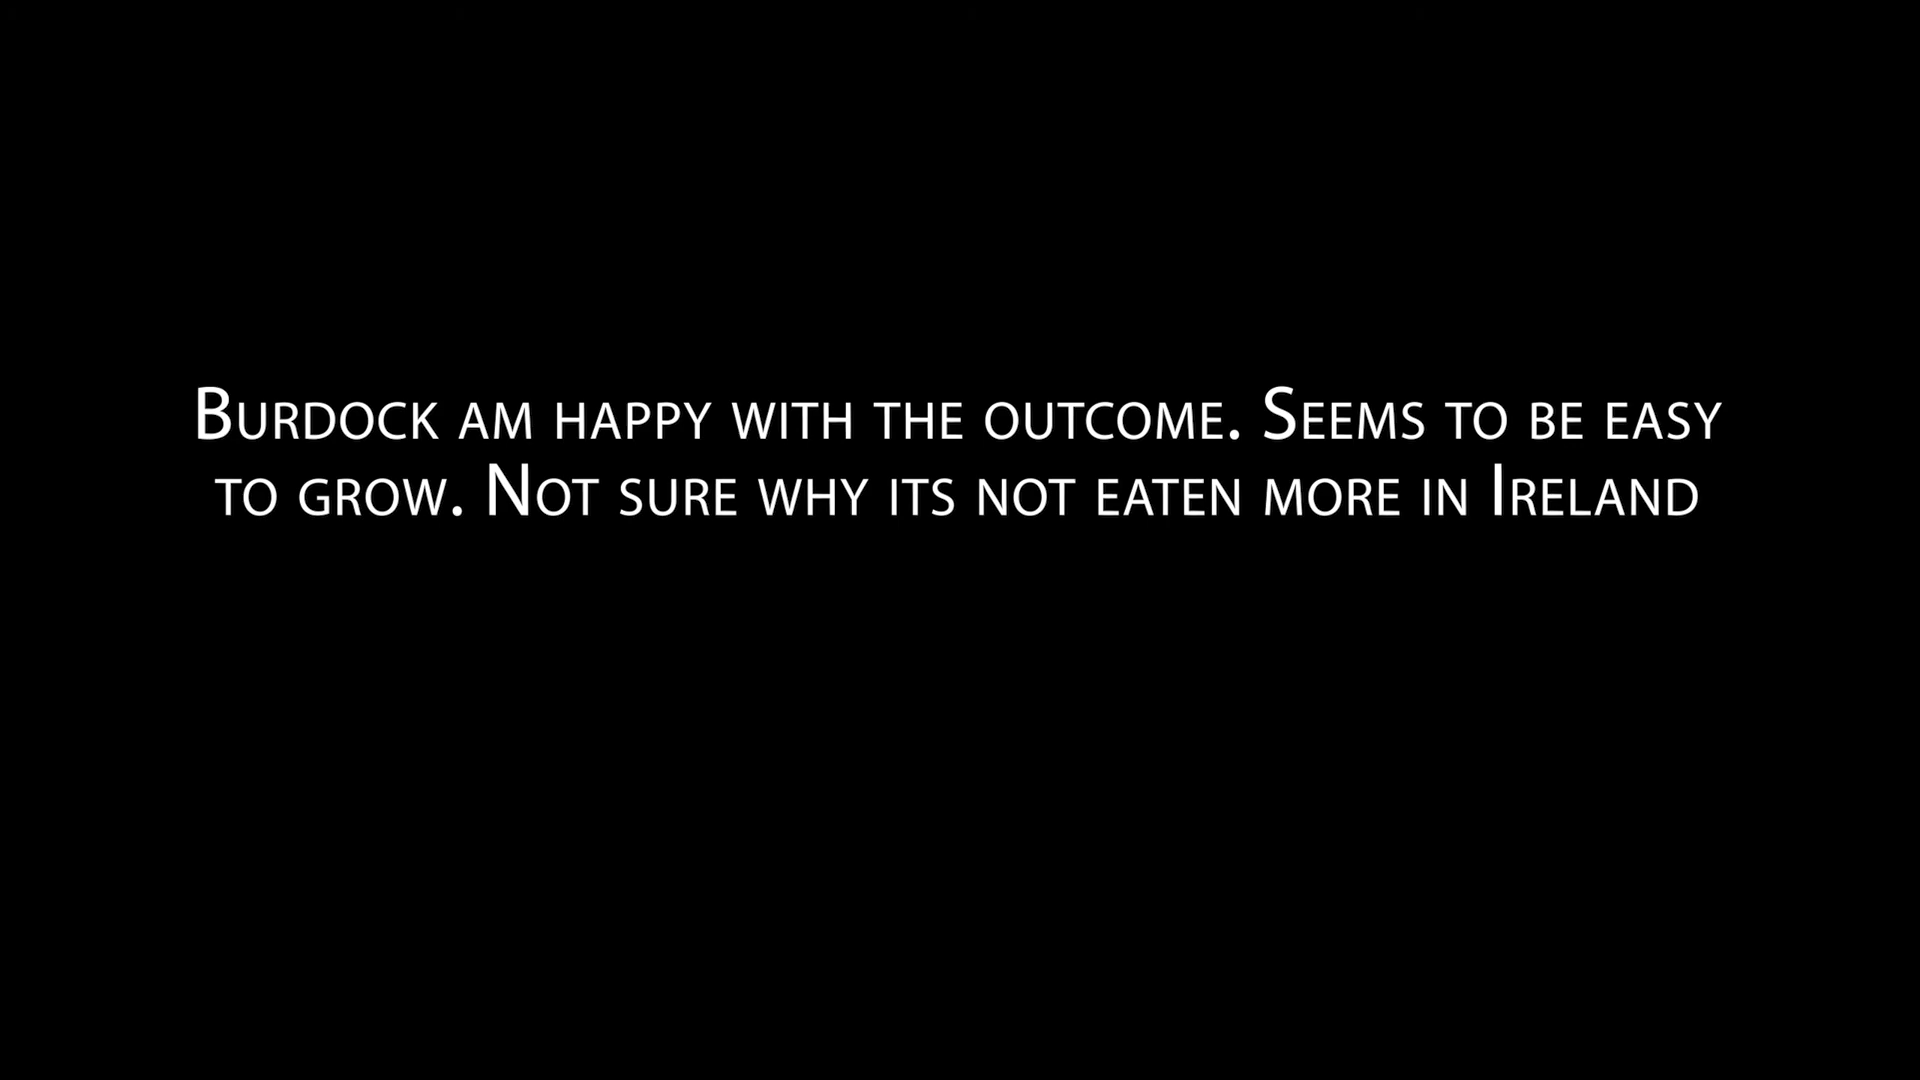 Burdock am happy with the outcome. Seems to be easy
to grow. Not sure why its not eaten more in Ireland